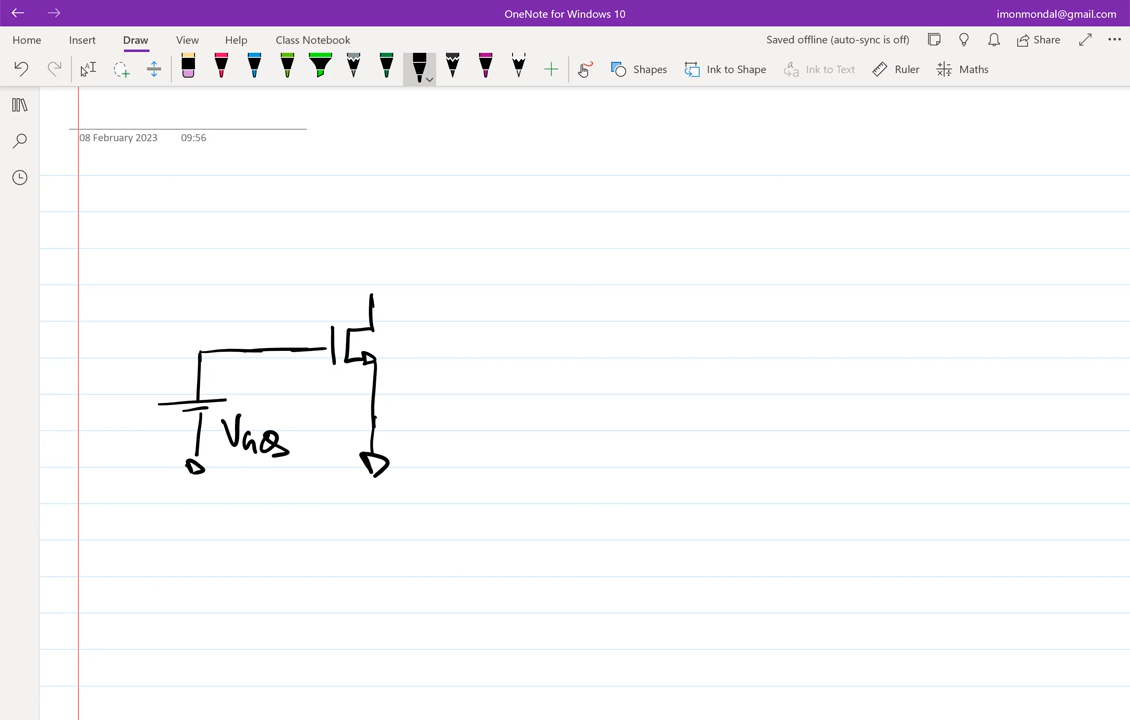 OneNote for Windows 10
imonmondal@gmail.com
Home Insert Draw View Help Class Notebook
Saved offline (auto-sync is off) Share
Shapes Ink to Shape Ink to Text Ruler Maths
08 February 2023 09:56